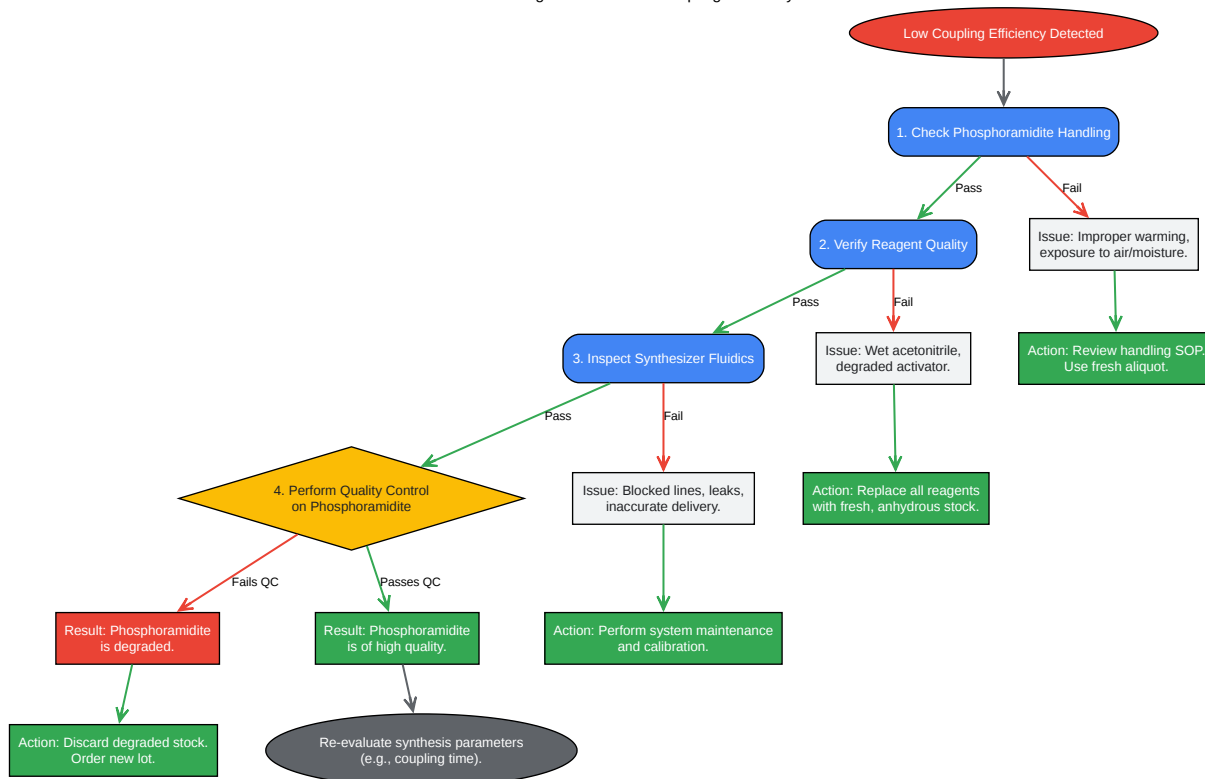 Low Coupling Efficiency Detected
1. Check Phosphoramidite Handling
Pass
Fail
2. Verify Reagent Quality
Issue: Improper warming,
exposure to air/moisture.
Pass
Fail
3. Inspect Synthesizer Fluidics
Issue: Wet acetonitrile,
degraded activator.
Action: Review handling SOP.
Use fresh aliquot.
Pass
Fail
4. Perform Quality Control
on Phosphoramidite
Issue: Blocked lines, leaks,
inaccurate delivery.
Action: Replace all reagents
with fresh, anhydrous stock.
Fails QC
Passes QC
Result: Phosphoramidite
is degraded.
Result: Phosphoramidite
is of high quality.
Action: Perform system maintenance
and calibration.
Action: Discard degraded stock.
Order new lot.
Re-evaluate synthesis parameters
(e.g., coupling time).